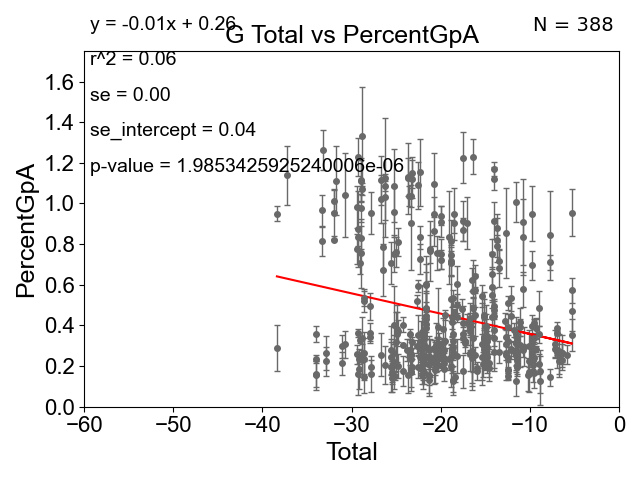 y = -0.01x + 0.26
N = 388
G Total vs PercentGpA
r^2 = 0.06
se = 0.00
se_intercept = 0.04
p-value = 1.9853425925240006e-06
PercentGpA
1.6
1.4
1.2
1.0
0.8
0.6
0.4
0.2
0.0
−60 −50 −40 −30 −20 −10 0
Total